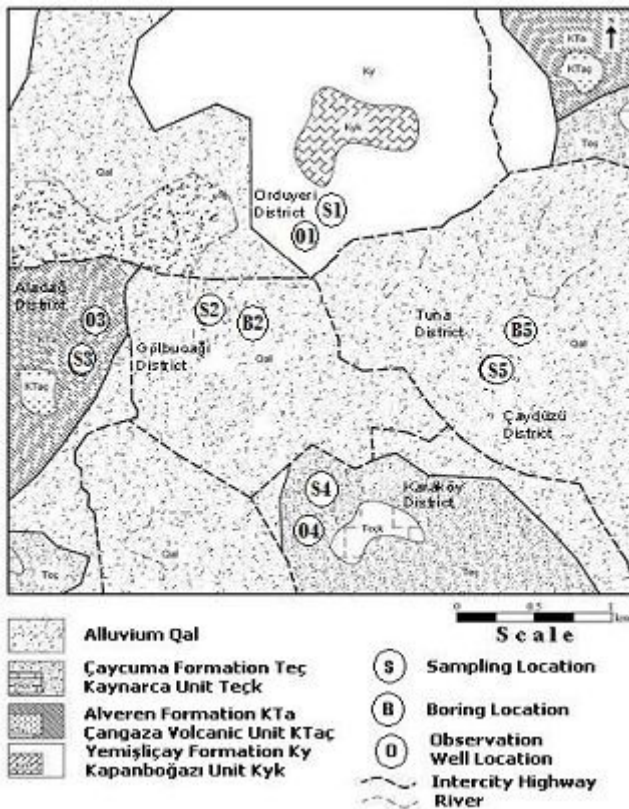 KTa
N
KTaç
Ky
Kyk
Teç
Qal
Orduyeri
District
S1
01
Aladağ
District
03
S2
B2
Tuna
District
B5
Qal
KTa
S3
Gölbucağı
District
Qal
S5
KTaç
Çaydüzü
District
S4
Karaköy
District
04
Teçk
Qal
Teç
Teç
0 0.5 1
km
Scale
Alluvium Qal
Çaycuma Formation Teç
Kaynarca Unit Teçk
Alveren Formation KTa
Çangaza Volcanic Unit KTaç
Yemişliçay Formation Ky
Kapanboğazı Unit Kyk
S Sampling Location
B Boring Location
O Observation
Well Location
Intercity Highway
River